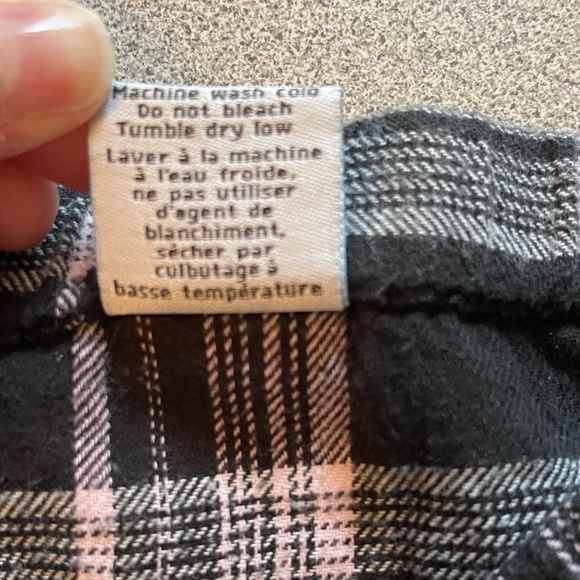 Machine wash cold
Do not bleach
Tumble dry low
Laver à la machine
à l'eau froide,
ne pas utiliser
d'agent de
blanchiment,
sécher par
culbutage à
basse température